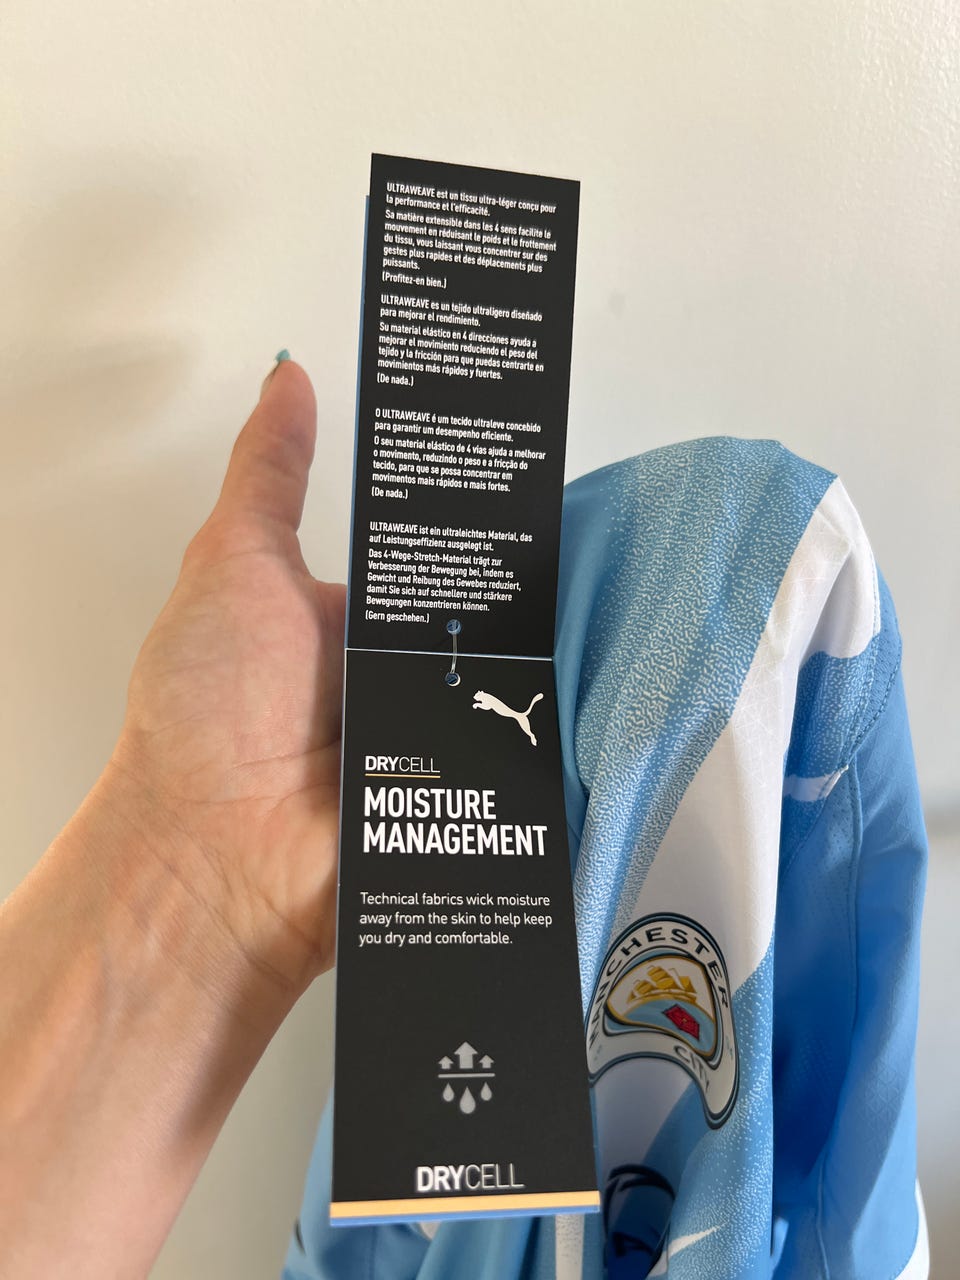 ULTRAWEAVE est un tissu ultra-léger conçu pour
la performance et l'efficacité.
Sa matière extensible dans les 4 sens facilite le
mouvement en réduisant le poids et le frottement
du tissu, vous laissant vous concentrer sur des
gestes plus rapides et des déplacements plus
puissants.
(Profitez-en bien.)
ULTRAWEAVE es un tejido ultraligero diseñado
para mejorar el rendimiento.
Su material elástico en 4 direcciones ayuda a
mejorar el movimiento reduciendo el peso del
tejido y la fricción para que puedas centrarte en
movimientos más rápidos y fuertes.
(De nada.)
O ULTRAWEAVE é um tecido ultraleve concebido
para garantir um desempenho eficiente.
O seu material elástico de 4 vias ajuda a melhorar
o movimento, reduzindo o peso e a fricção do
tecido, para que se possa concentrar em
movimentos mais rápidos e mais fortes.
(De nada.)
ULTRAWEAVE ist ein ultraleichtes Material, das
auf Leistungseffizienz ausgelegt ist.
Das 4-Wege-Stretch-Material trägt zur
Verbesserung der Bewegung bei, indem es
Gewicht und Reibung des Gewebes reduziert,
damit Sie sich auf schnellere und stärkere
Bewegungen konzentrieren können.
(Gern geschehen.)
DRYCELL
MOISTURE
MANAGEMENT
Technical fabrics wick moisture
away from the skin to help keep
you dry and comfortable.
DRYCELL
MANCHESTER
CITY